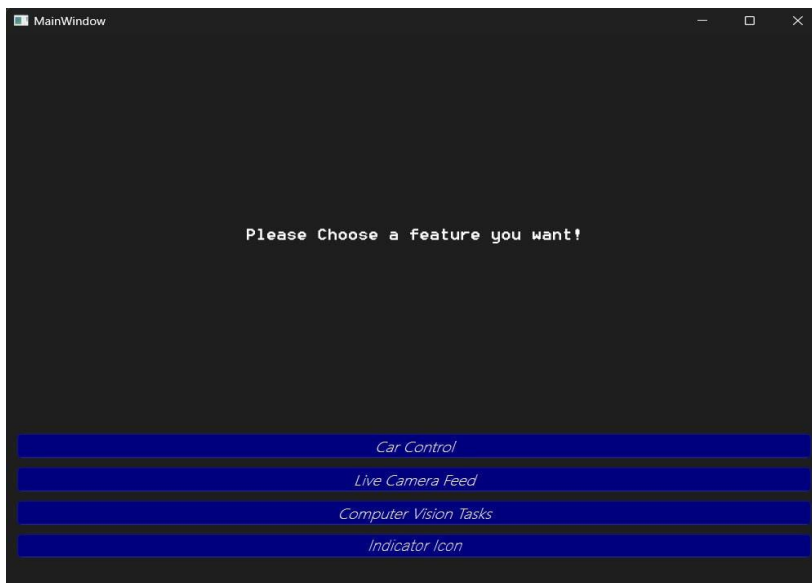 MainWindow
Please Choose a feature you want!
Car Control
Live Camera Feed
Computer Vision Tasks
Indicator Icon